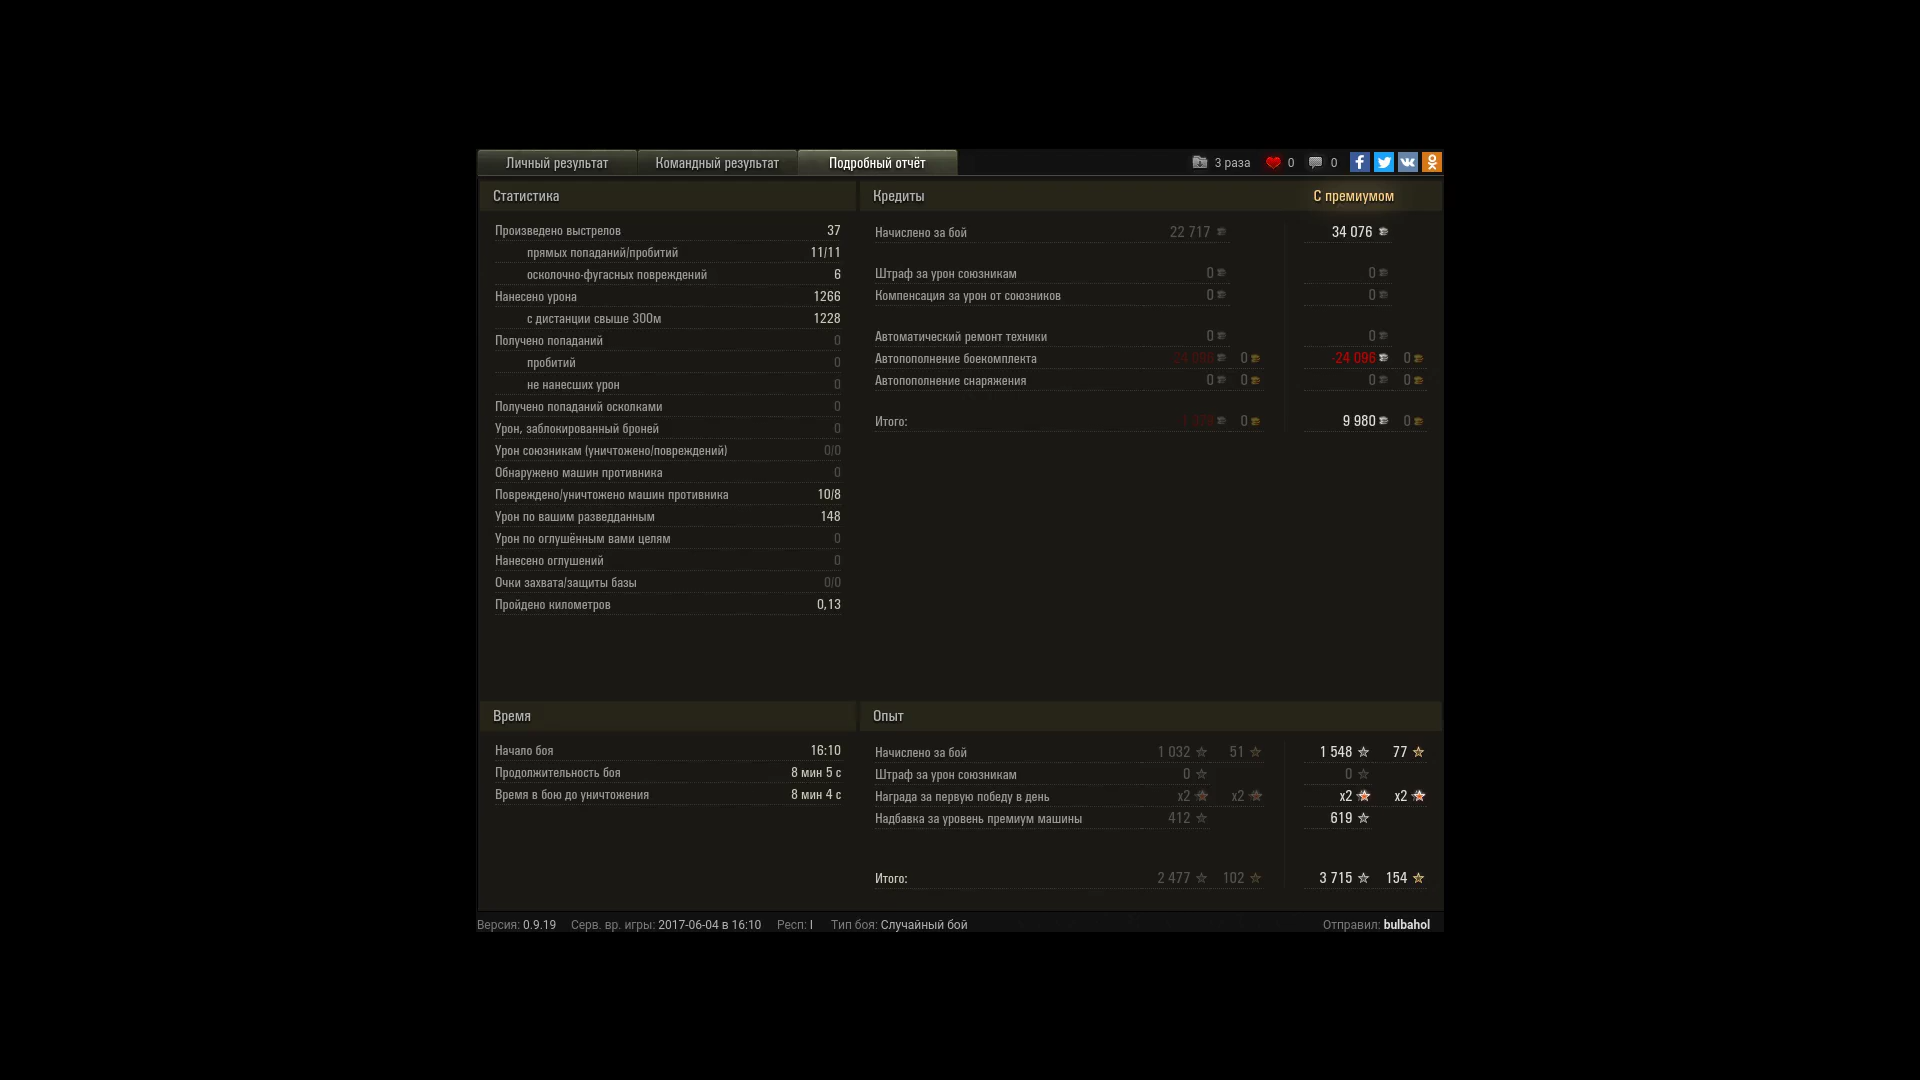 Личный результат Командный результат Подробный отчёт 3 раза 0 0
Статистика
Произведено выстрелов 37
прямых попаданий/пробитий 11/11
осколочно-фугасных повреждений 6
Нанесено урона 1266
с дистанции свыше 300м 1228
Получено попаданий 0
пробитий 0
не нанесших урон 0
Получено попаданий осколками 0
Урон, заблокированный броней 0
Урон союзникам (уничтожено/повреждений) 0/0
Обнаружено машин противника 0
Повреждено/уничтожено машин противника 10/8
Урон по вашим разведданным 148
Урон по оглушённым вами целям 0
Нанесено оглушений 0
Очки захвата/защиты базы 0/0
Пройдено километров 0,13
Кредиты С премиумом
Начислено за бой 22 717 34 076
Штраф за урон союзникам 0 0
Компенсация за урон от союзников 0 0
Автоматический ремонт техники 0 0
Автопополнение боекомплекта -24 096 0 -24 096 0
Автопополнение снаряжения 0 0 0 0
Итого: 0 9 980 0
Время
Начало боя 16:10
Продолжительность боя 8 мин 5 с
Время в бою до уничтожения 8 мин 4 с
Опыт
Начислено за бой 1 032 51 1 548 77
Штраф за урон союзникам 0 0
Награда за первую победу в день x2 x2 x2 x2
Надбавка за уровень премиум машины 412 619
Итого: 2 477 102 3 715 154
Версия: 0.9.19 Серв. вр. игры: 2017-06-04 в 16:10 Респ: I Тип боя: Случайный бой Отправил: bulbahol